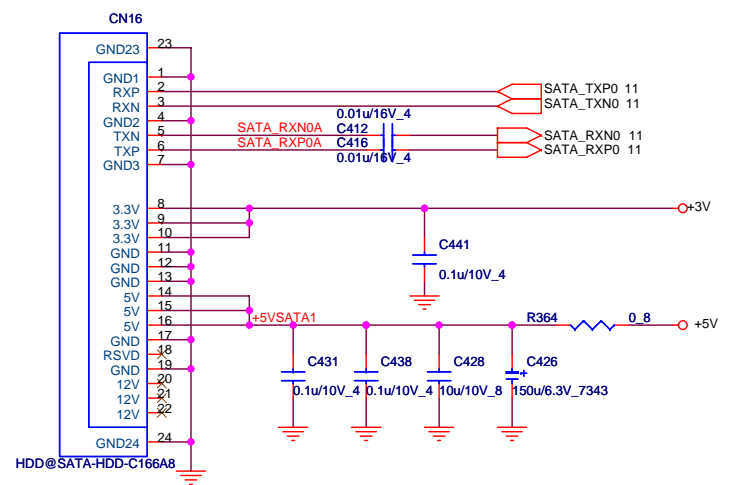 CN16
GND23 23
GND1 1
RXP 2 SATA_TXP0 11
RXN 3 SATA_TXN0 11
GND2 4 0.01u/16V_4
TXN 5 SATA_RXN0A C412 SATA_RXN0 11
TXP 6 SATA_RXP0A C416 SATA_RXP0 11
GND3 7 0.01u/16V_4
3.3V 8 +3V
3.3V 9
3.3V 10
GND 11 C441
GND 12
GND 13 0.1u/10V_4
5V 14
5V 15
5V 16 +5VSATA1 R364 0_8 +5V
GND 17
RSVD 18
GND 19 C431 C438 C428 C426
12V 20 0.1u/10V_4 0.1u/10V_4 10u/10V_8 + 150u/6.3V_7343
12V 21
12V 22
GND24 24
HDD@SATA-HDD-C166A8